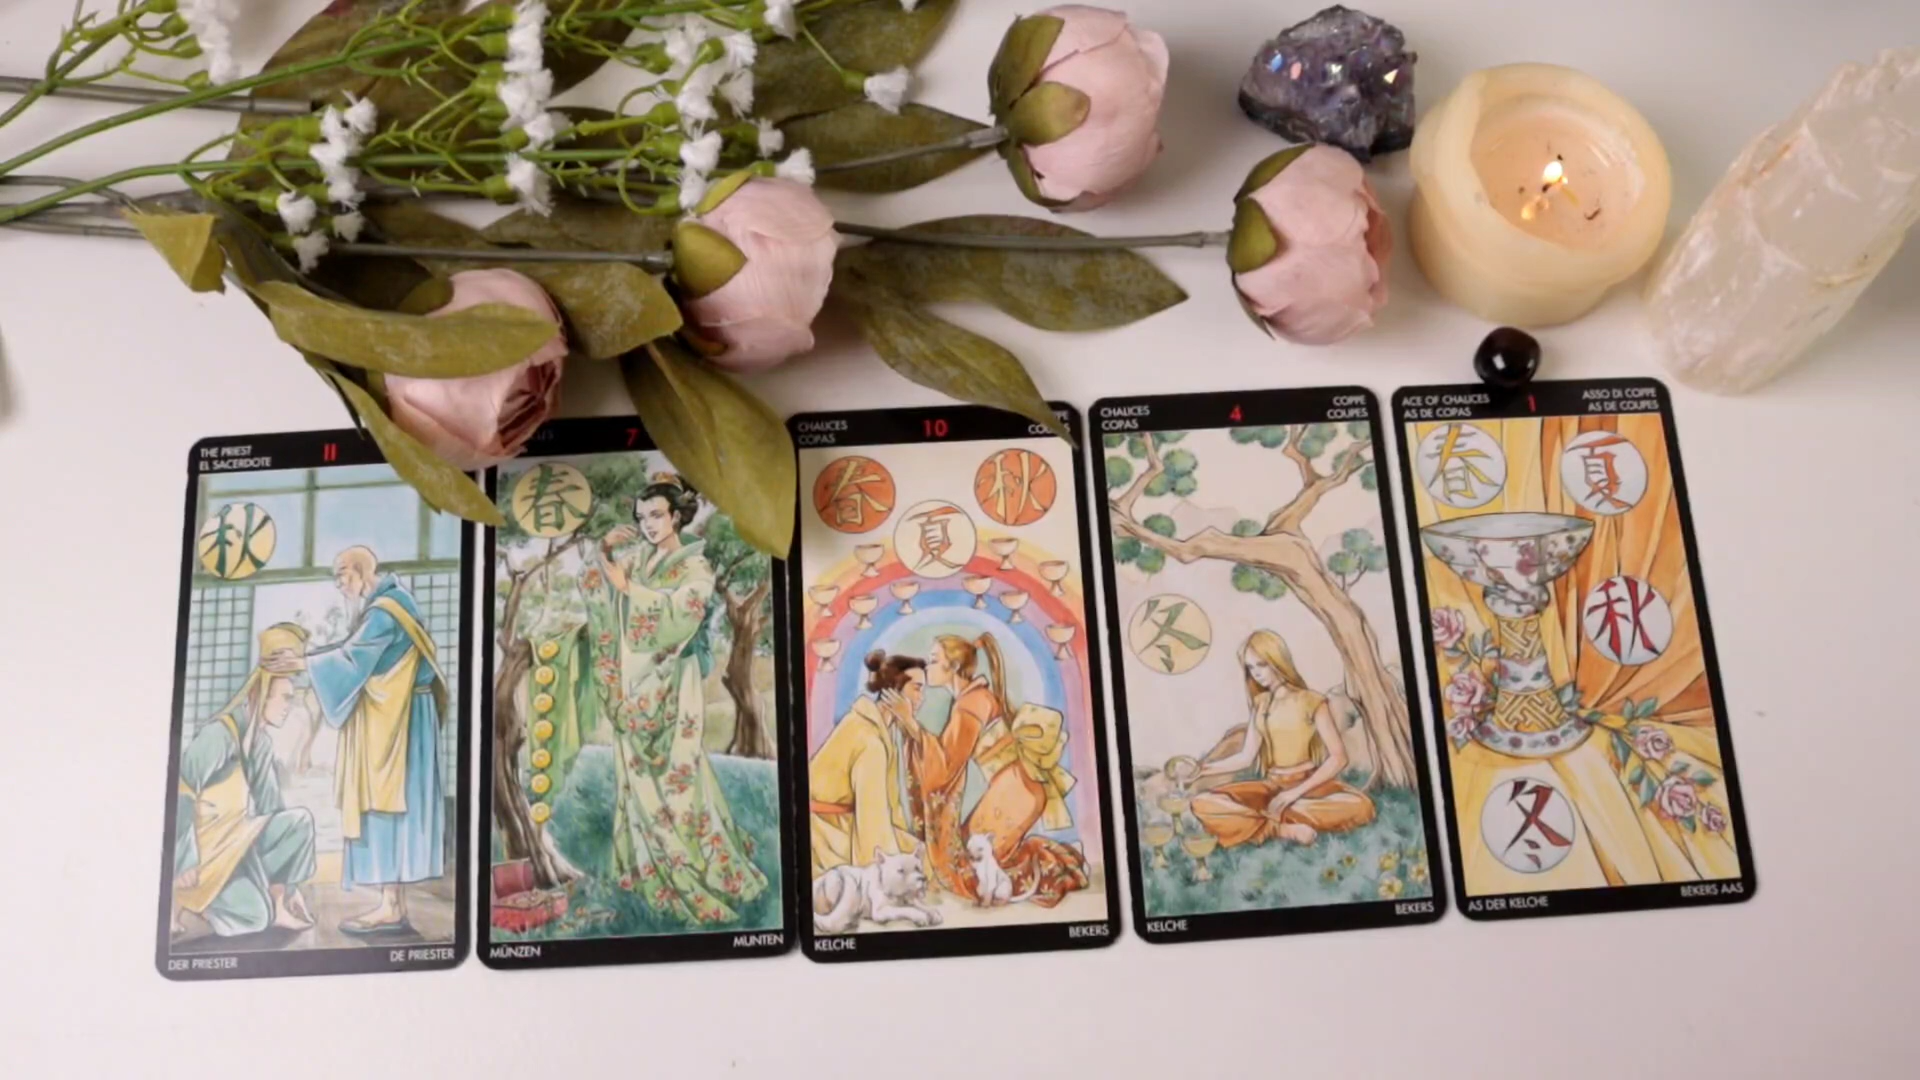 THE PRIEST
EL SACERDOTE
II
秋
DER PRIESTER
DE PRIESTER
7
春
MÜNZEN
MUNTEN
CHALICES
COPAS
10
春
秋
夏
KELCHE
BEKERS
CHALICES
COPAS
4
COPPE
COUPES
冬
KELCHE
BEKERS
ACE OF CHALICES
AS DE COPAS
1
ASSO DI COPPE
AS DE COUPES
春
夏
秋
冬
AS DER KELCHE
BEKERS AAS